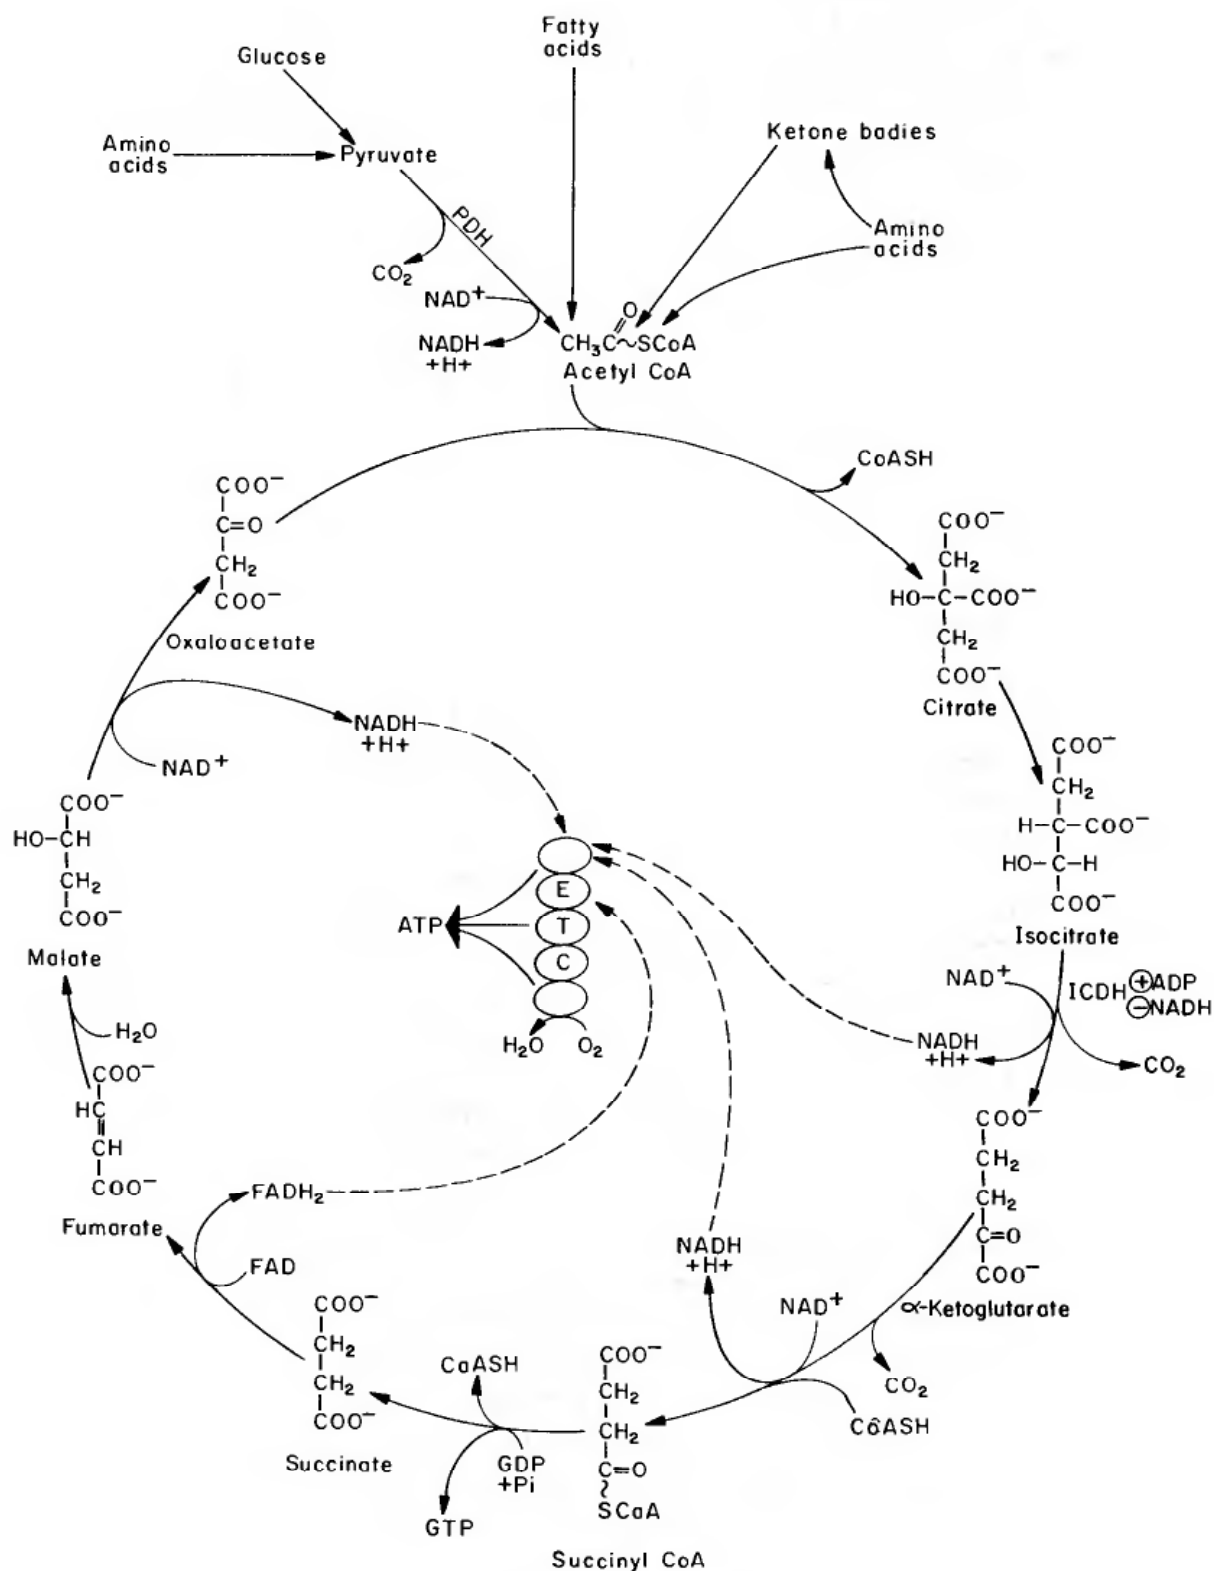 Fatty
acids
Glucose
Amino
acids
Pyruvate
Ketone badies
Amino
acids
PDH
CO2
NAD+
NADH
+H+
O
CH3C~SCoA
Acetyl CoA
CoASH
COO−
C=O
CH2
COO−
Oxaloacetate
COO−
CH2
HO−C−COO−
CH2
COO−
Citrate
NADH
+H+
NAD+
COO−
CH2
H−C−COO−
HO−C−H
COO−
Isocitrate
COO−
HO−CH
CH2
COO−
Malate
ATP
E
T
C
H2O
O2
NAD+
ICDH
+ADP
−NADH
NADH
+H+
CO2
H2O
COO−
HC
CH
COO−
Fumarate
FADH2
FAD
COO−
CH2
CH2
C=O
COO−
α-Ketoglutarate
NADH
+H+
NAD+
CO2
CôASH
COO−
CH2
CH2
COO−
Succinate
CaASH
GDP
+Pi
GTP
COO−
CH2
CH2
C=O
SCaA
Succinyl CoA